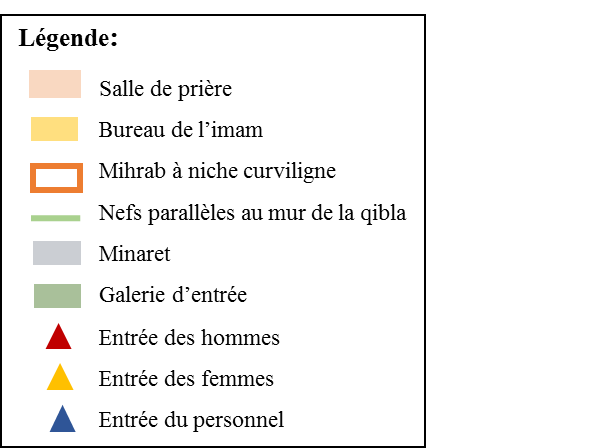 Légende:
Salle de prière
Bureau de l’imam
Mihrab à niche curviligne
Nefs parallèles au mur de la qibla
Minaret
Galerie d’entrée
Entrée des hommes
Entrée des femmes
Entrée du personnel